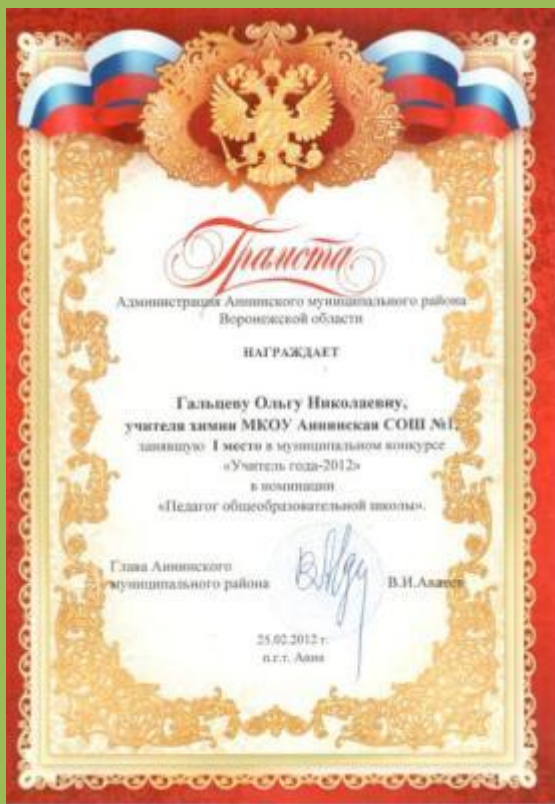 Грамота
Администрация Аннинского муниципального района
Воронежской области
НАГРАЖДАЕТ
Гальцеву Ольгу Николаевну,
учителя химии МКОУ Аннинская СОШ №1,
занявшую I место в муниципальном конкурсе
«Учитель года-2012»
в номинации
«Педагог общеобразовательной школы».
Глава Аннинского
муниципального района В.И.Авдеев
25.02.2012 г.
п.г.т. Анна